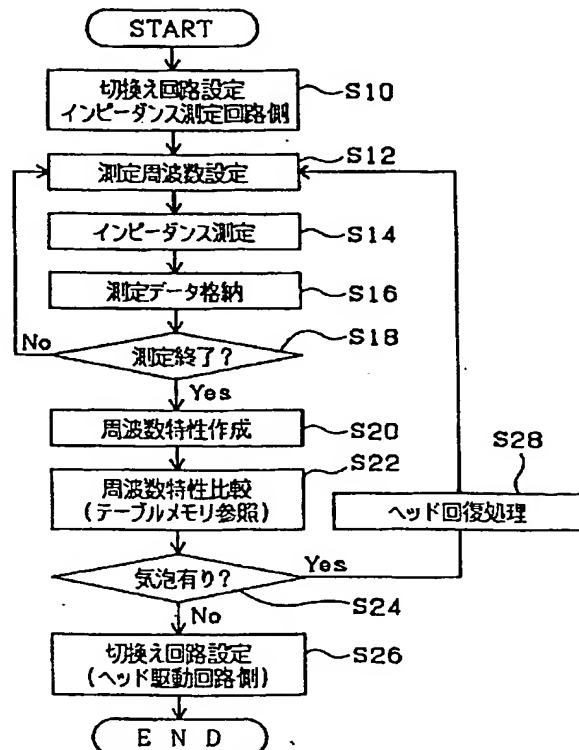 START
切換え回路設定
インピーダンス測定回路側
S10
測定周波数設定
S12
インピーダンス測定
S14
測定データ格納
S16
測定終了?
S18
No
Yes
周波数特性作成
S20
周波数特性比較
(テーブルメモリ参照)
S22
ヘッド回復処理
S28
気泡有り?
Yes
S24
No
切換え回路設定
(ヘッド駆動回路側)
S26
END